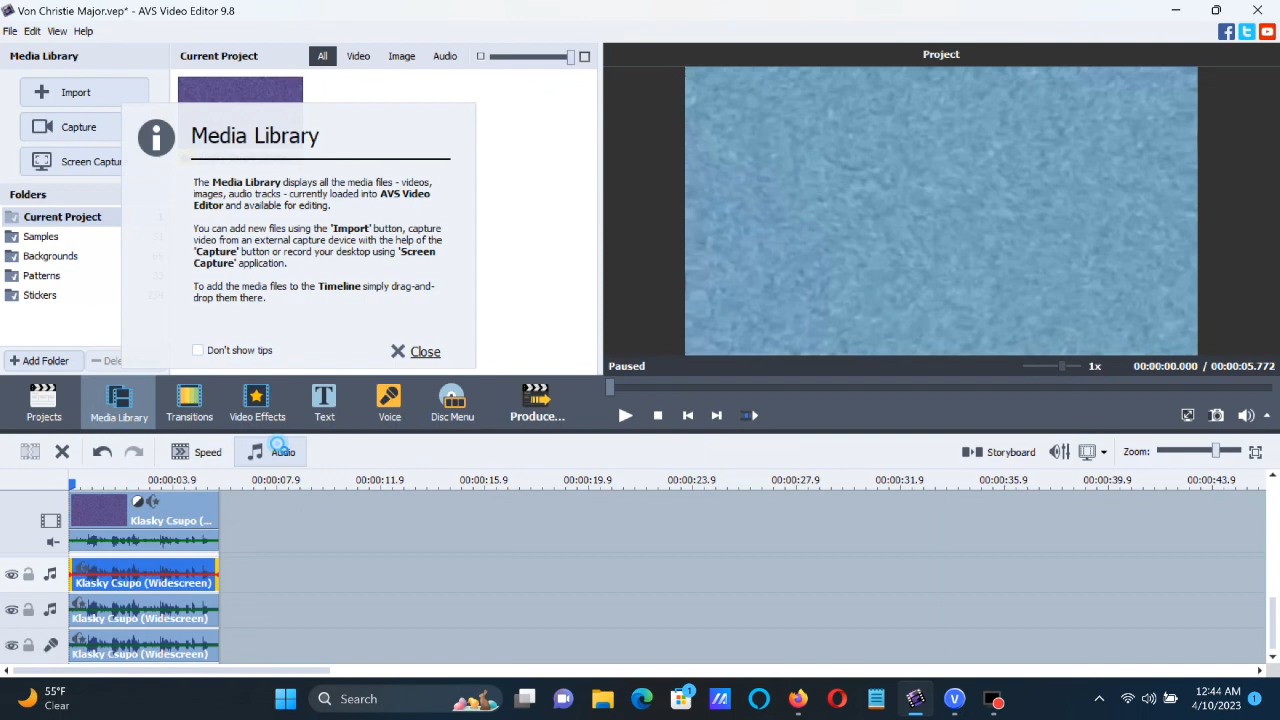 Von Christie Major.vep* - AVS Video Editor 9.8
File Edit View Help
Media Library
Current Project
All Video Image Audio
Project
Import
Capture
Screen Captu
Folders
Current Project
Samples
Backgrounds
Patterns
Stickers
Media Library
The Media Library displays all the media files - videos,
images, audio tracks - currently loaded into AVS Video
Editor and available for editing.
You can add new files using the 'Import' button, capture
video from an external capture device with the help of the
'Capture' button or record your desktop using 'Screen
Capture' application.
To add the media files to the Timeline simply drag-and-
drop them there.
Don't show tips
Close
Add Folder
Dele
Paused
1x
00:00:00.000 / 00:00:05.772
Projects
Media Library
Transitions
Video Effects
Text
Voice
Disc Menu
Produce...
Speed
Audio
Storyboard
Zoom:
00:00:03.9 00:00:07.9 00:00:11.9 00:00:15.9 00:00:19.9 00:00:23.9 00:00:27.9 00:00:31.9 00:00:35.9 00:00:39.9 00:00:43.9
Klasky Csupo (...
Klasky Csupo (Widescreen)
Klasky Csupo (Widescreen)
Klasky Csupo (Widescreen)
55°F
Clear
Search
1
V
12:44 AM
4/10/2023
1